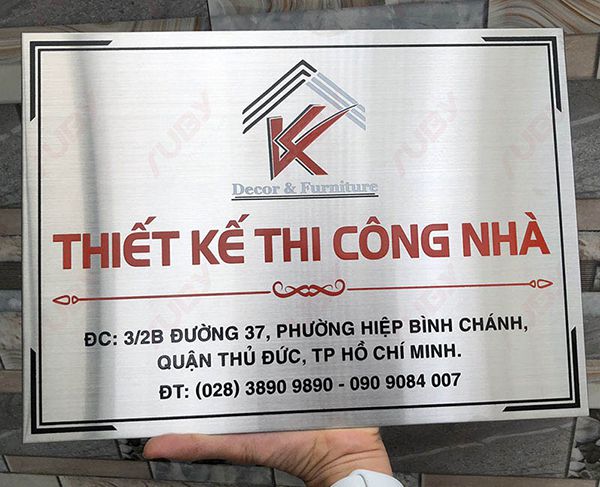 Decor & Furniture
THIẾT KẾ THI CÔNG NHÀ
ĐC: 3/2B ĐƯỜNG 37, PHƯỜNG HIỆP BÌNH CHÁNH,
QUẬN THỦ ĐỨC, TP HỒ CHÍ MINH.
ĐT: (028) 3890 9890 - 090 9084 007